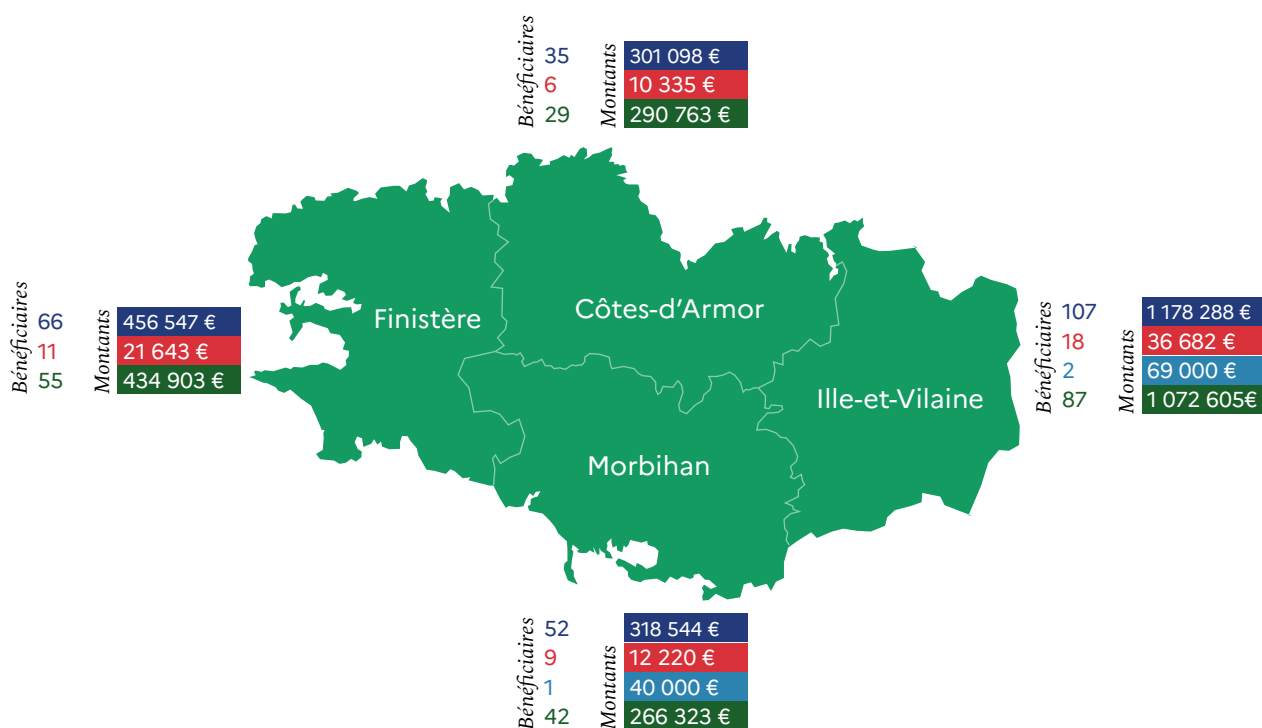 Bénéficiaires
35
6
29
Montants
301 098 €
10 335 €
290 763 €
Bénéficiaires
66
11
55
Montants
456 547 €
21 643 €
434 903 €
Finistère
Côtes-d’Armor
Ille-et-Vilaine
Morbihan
Bénéficiaires
107
18
2
87
Montants
1 178 288 €
36 682 €
69 000 €
1 072 605€
Bénéficiaires
52
9
1
42
Montants
318 544 €
12 220 €
40 000 €
266 323 €